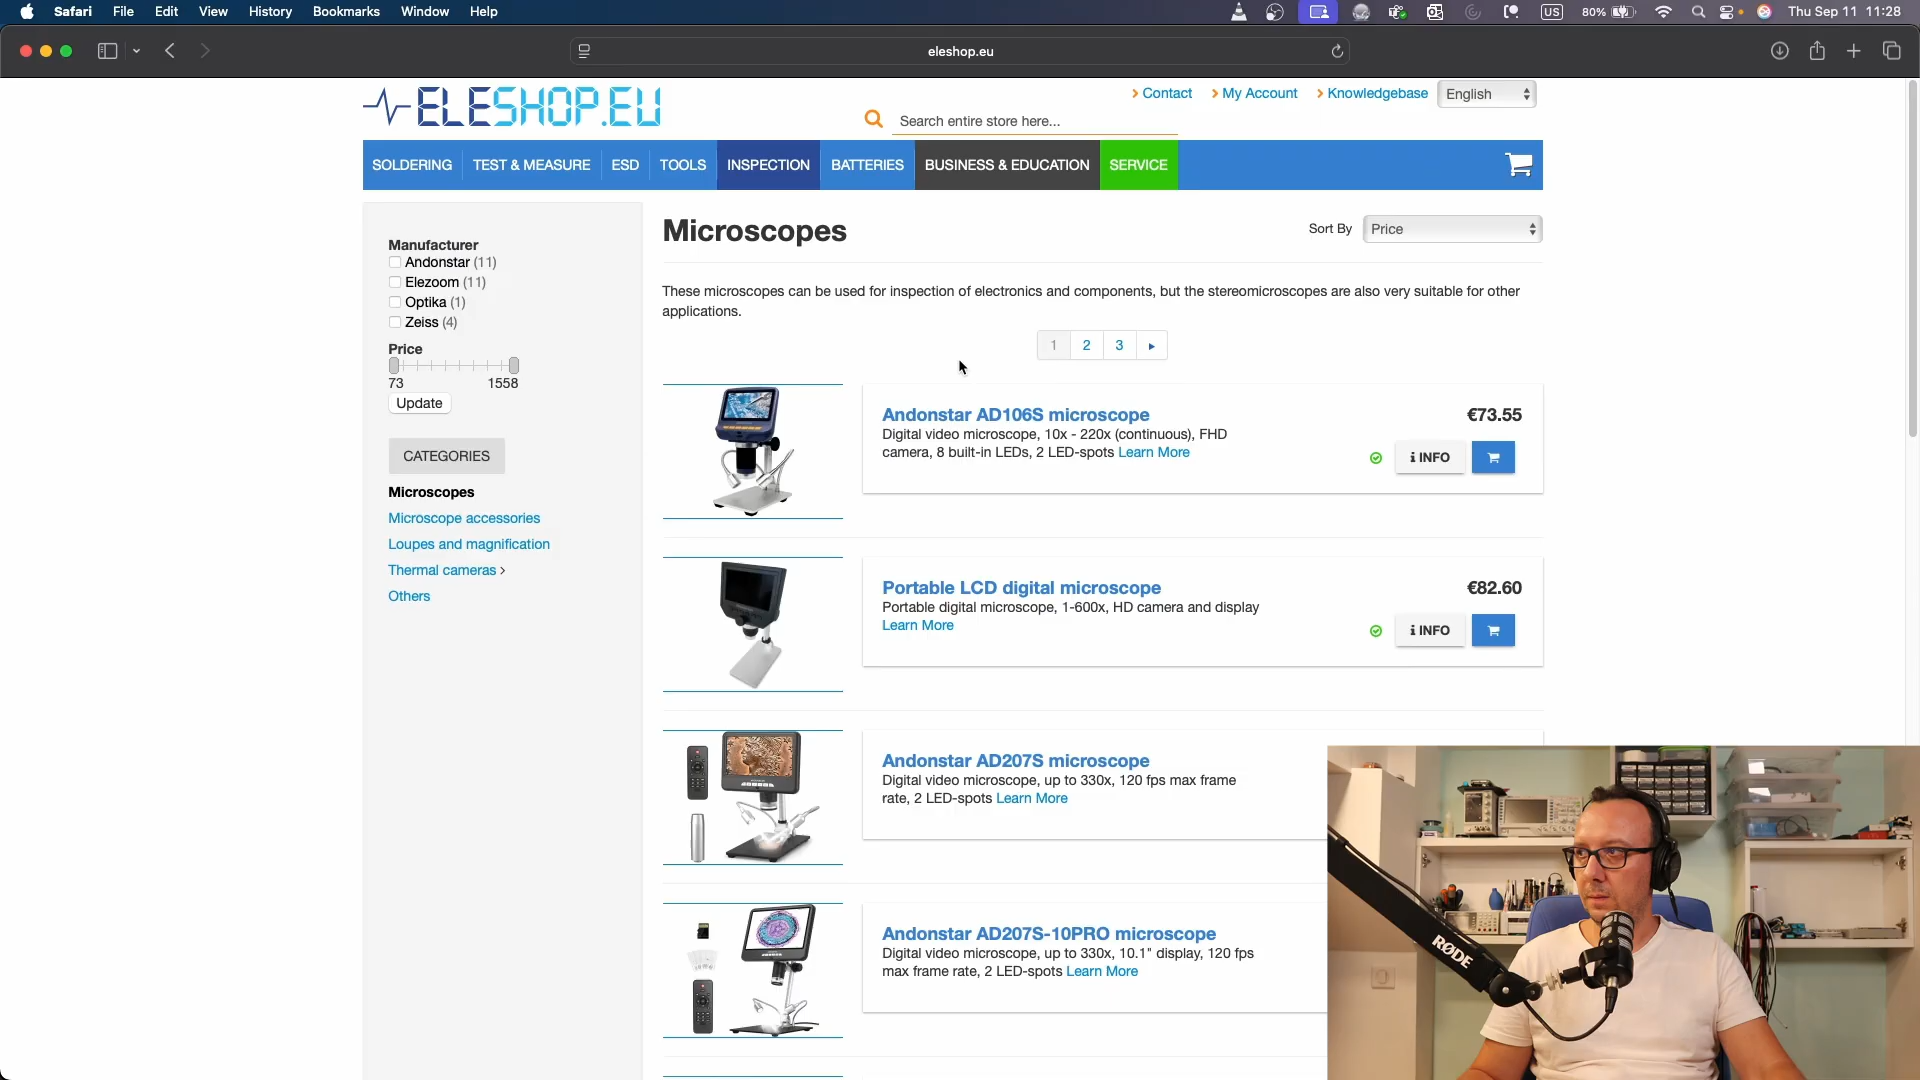 Safari File Edit View History Bookmarks Window Help
US 80% Thu Sep 11 11:28
eleshop.eu
ELESHOP.EU
Contact My Account Knowledgebase English
Search entire store here...
SOLDERING TEST & MEASURE ESD TOOLS INSPECTION BATTERIES BUSINESS & EDUCATION SERVICE
Manufacturer
Andonstar (11)
Elezoom (11)
Optika (1)
Zeiss (4)
Price
73 1558
Update
CATEGORIES
Microscopes
Microscope accessories
Loupes and magnification
Thermal cameras
Others
Microscopes
Sort By Price
These microscopes can be used for inspection of electronics and components, but the stereomicroscopes are also very suitable for other
applications.
1 2 3
Andonstar AD106S microscope
€73.55
Digital video microscope, 10x - 220x (continuous), FHD
camera, 8 built-in LEDs, 2 LED-spots Learn More
INFO
Portable LCD digital microscope
€82.60
Portable digital microscope, 1-600x, HD camera and display
Learn More
INFO
Andonstar AD207S microscope
Digital video microscope, up to 330x, 120 fps max frame
rate, 2 LED-spots Learn More
Andonstar AD207S-10PRO microscope
Digital video microscope, up to 330x, 10.1" display, 120 fps
max frame rate, 2 LED-spots Learn More
RØDE